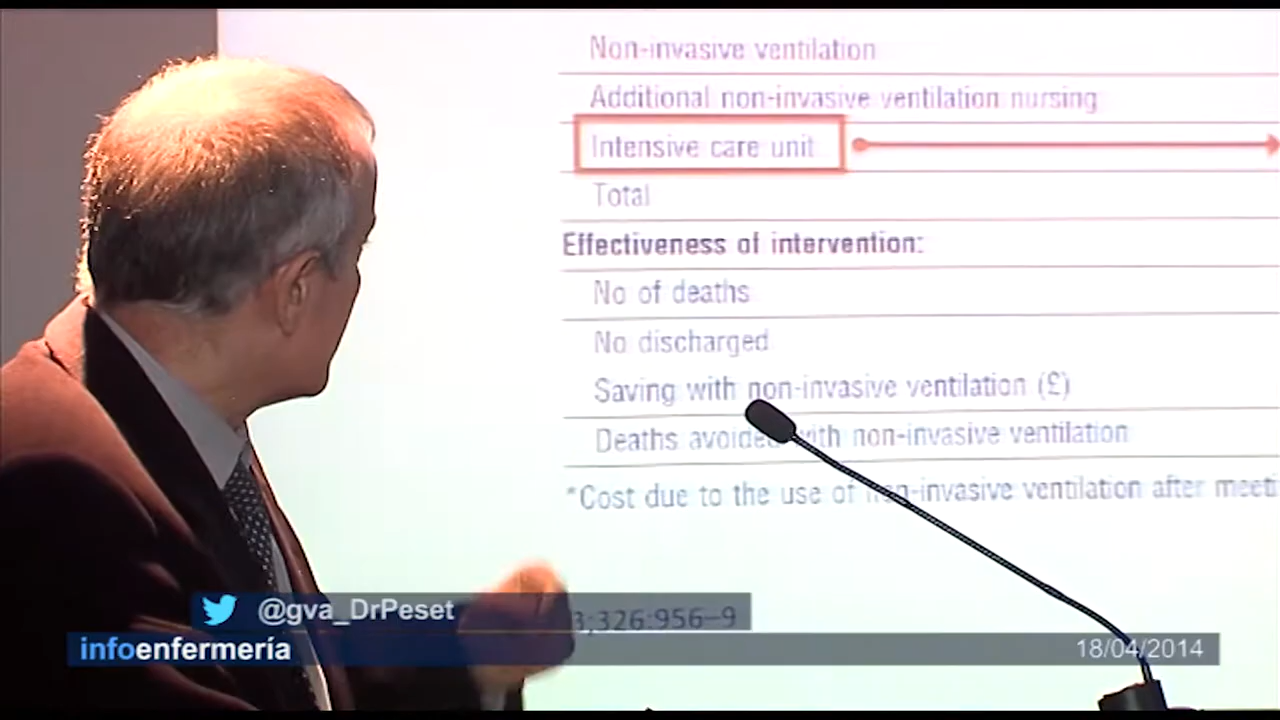 Non-invasive ventilation
Additional non-invasive ventilation nursing
Intensive care unit
Total
Effectiveness of intervention:
No of deaths
No discharged
Saving with non-invasive ventilation (£)
Deaths avoided with non-invasive ventilation
*Cost due to the use of non-invasive ventilation after meeti
@gva_DrPeset
3;326:956–9
infoenfermería
18/04/2014